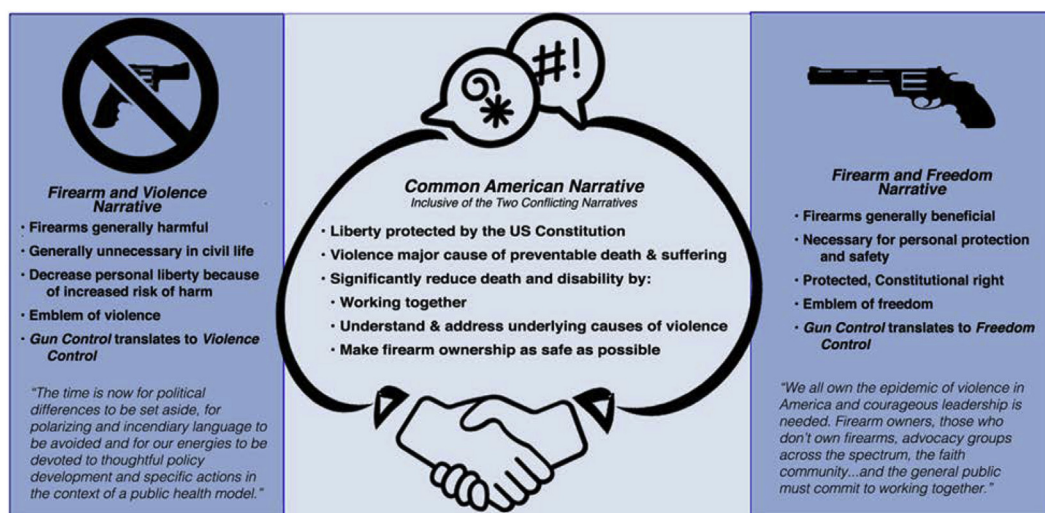 Firearm and Violence
Narrative
• Firearms generally harmful
• Generally unnecessary in civil life
• Decrease personal liberty because
of increased risk of harm
• Emblem of violence
• Gun Control translates to Violence
Control
"The time is now for political
differences to be set aside, for
polarizing and incendiary language to
be avoided and for our energies to be
devoted to thoughtful policy
development and specific actions in
the context of a public health model."
#!
*
Common American Narrative
Inclusive of the Two Conflicting Narratives
• Liberty protected by the US Constitution
• Violence major cause of preventable death & suffering
• Significantly reduce death and disability by:
• Working together
• Understand & address underlying causes of violence
• Make firearm ownership as safe as possible
Firearm and Freedom
Narrative
• Firearms generally beneficial
• Necessary for personal protection
and safety
• Protected, Constitutional right
• Emblem of freedom
• Gun Control translates to Freedom
Control
"We all own the epidemic of violence in
America and courageous leadership is
needed. Firearm owners, those who
don't own firearms, advocacy groups
across the spectrum, the faith
community...and the general public
must commit to working together."